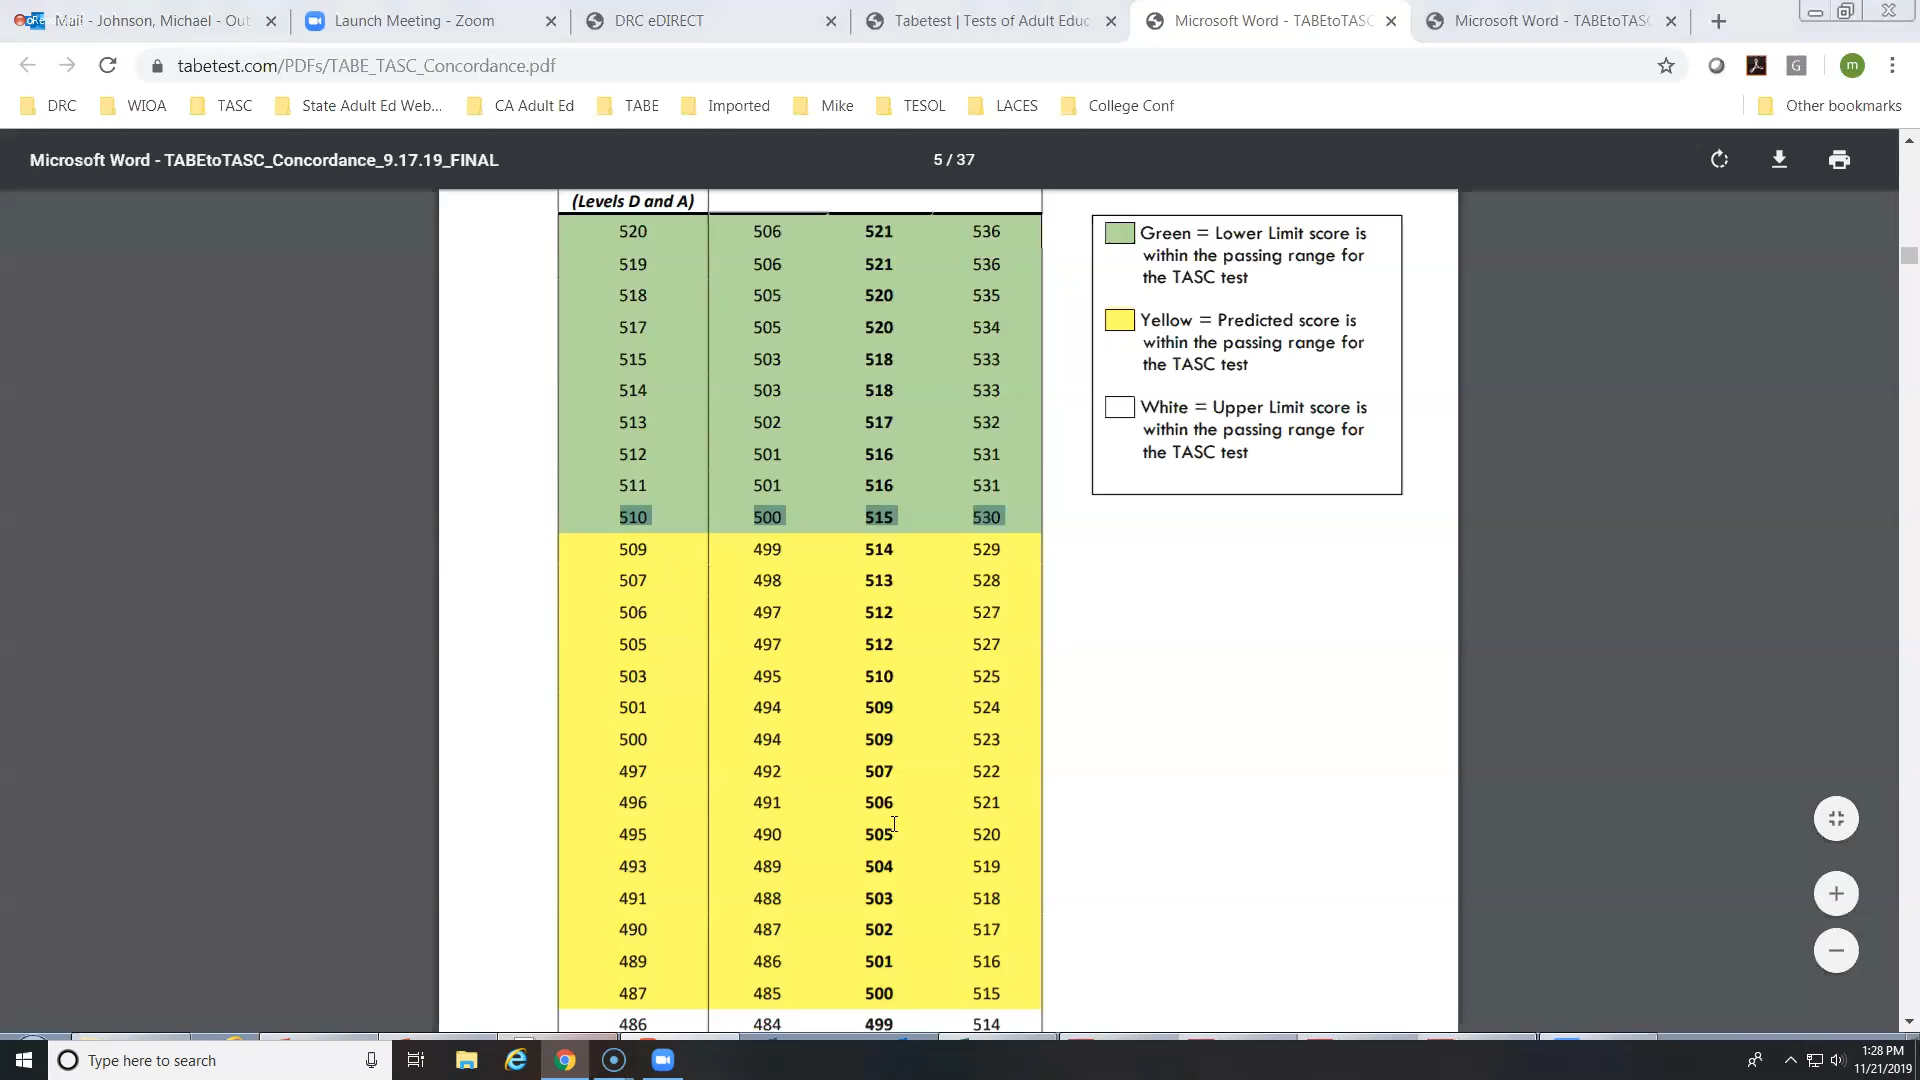 Mail - Johnson, Michael - Out
Launch Meeting - Zoom
DRC eDIRECT
Tabetest | Tests of Adult Educ
Microsoft Word - TABEtoTASC
Microsoft Word - TABEtoTASC
tabetest.com/PDFs/TABE_TASC_Concordance.pdf
G
m
DRC WIOA TASC State Adult Ed Web... CA Adult Ed TABE Imported Mike TESOL LACES College Conf Other bookmarks
Microsoft Word - TABEtoTASC_Concordance_9.17.19_FINAL 5 / 37
(Levels D and A)
520 506 521 536
519 506 521 536
518 505 520 535
517 505 520 534
515 503 518 533
514 503 518 533
513 502 517 532
512 501 516 531
511 501 516 531
510 500 515 530
509 499 514 529
507 498 513 528
506 497 512 527
505 497 512 527
503 495 510 525
501 494 509 524
500 494 509 523
497 492 507 522
496 491 506 521
495 490 505 520
493 489 504 519
491 488 503 518
490 487 502 517
489 486 501 516
487 485 500 515
486 484 499 514
Green = Lower Limit score is
within the passing range for
the TASC test
Yellow = Predicted score is
within the passing range for
the TASC test
White = Upper Limit score is
within the passing range for
the TASC test
Type here to search
1:28 PM
11/21/2019